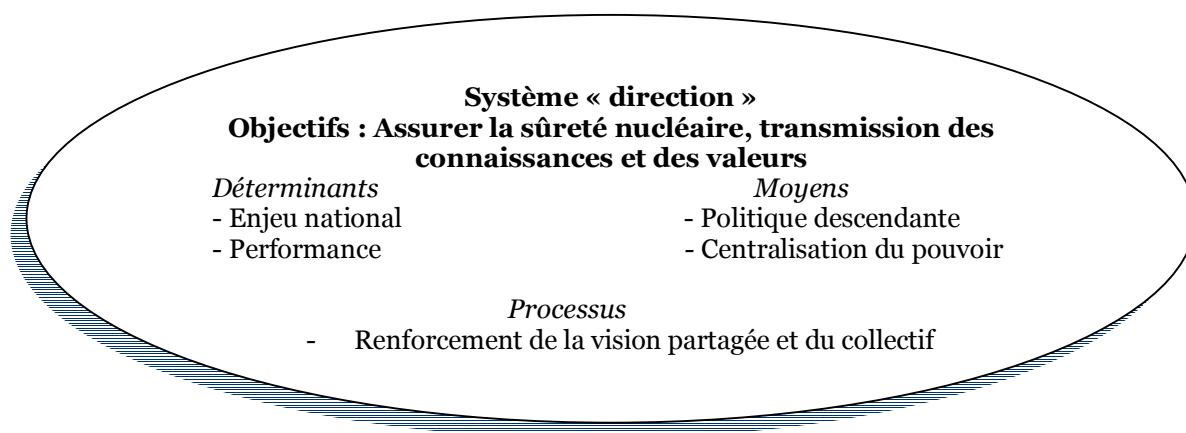 Système « direction »
Objectifs : Assurer la sûreté nucléaire, transmission des
connaissances et des valeurs
Déterminants
Moyens
- Enjeu national
- Politique descendante
- Performance
- Centralisation du pouvoir
Processus
- Renforcement de la vision partagée et du collectif